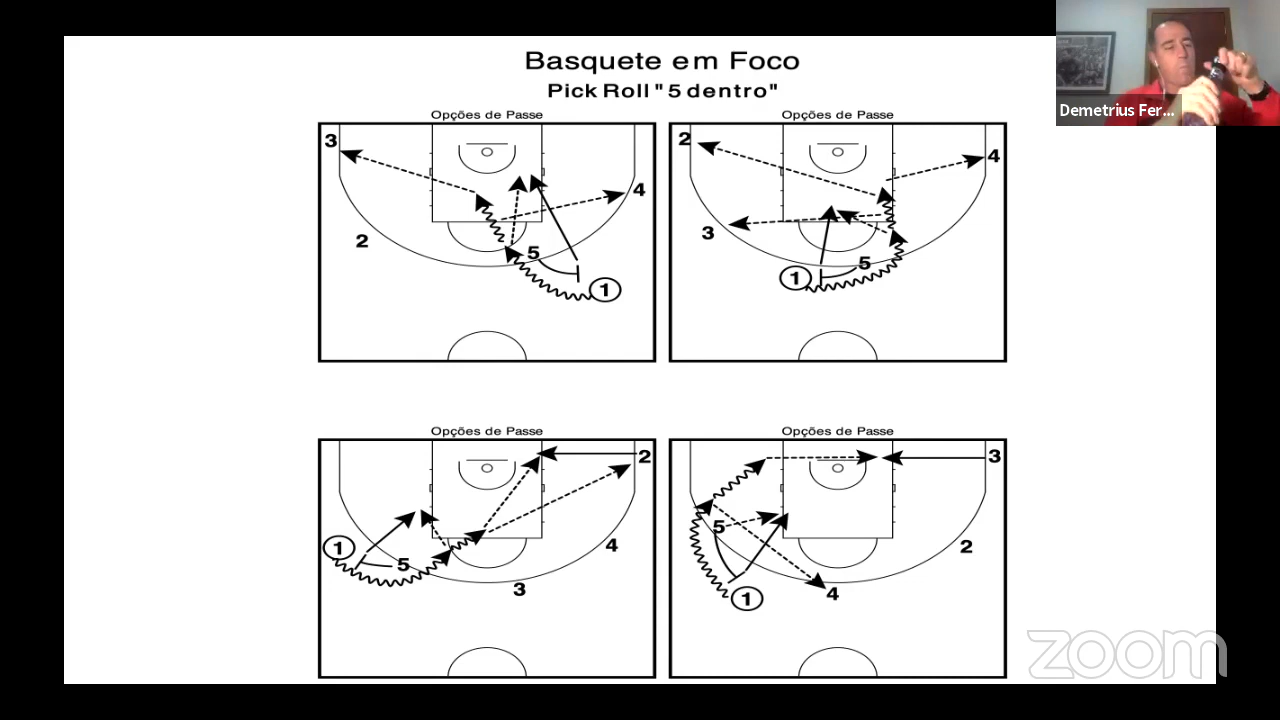 Basquete em Foco
Pick Roll " 5 dentro"
Demetrius Fer...
Opções de Passe
3
4
2
5
1
Opções de Passe
2
4
3
5
1
Opções de Passe
2
1
5
4
3
Opções de Passe
3
5
2
1
4
zoom